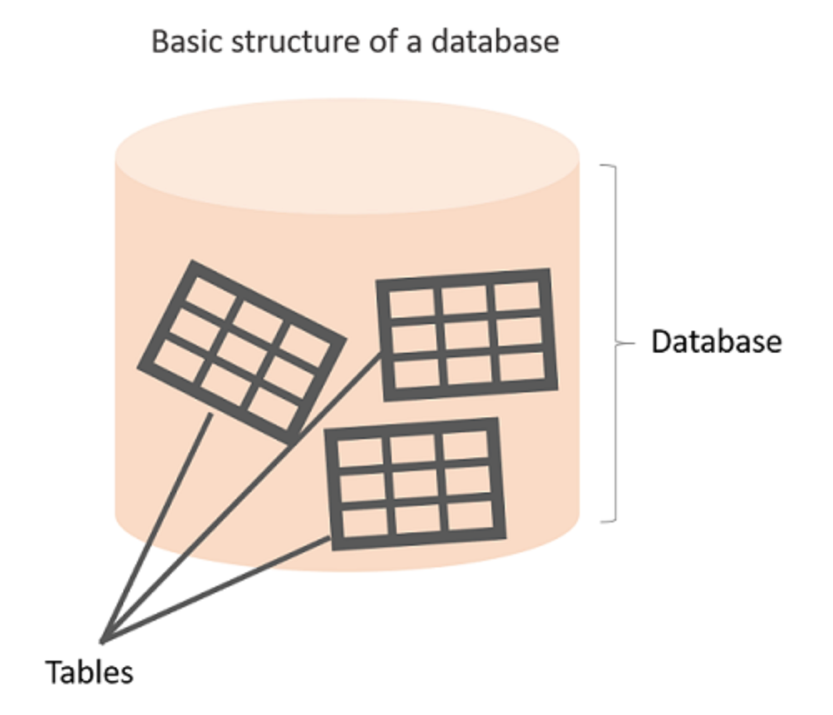 Basic structure of a database
Database
Tables